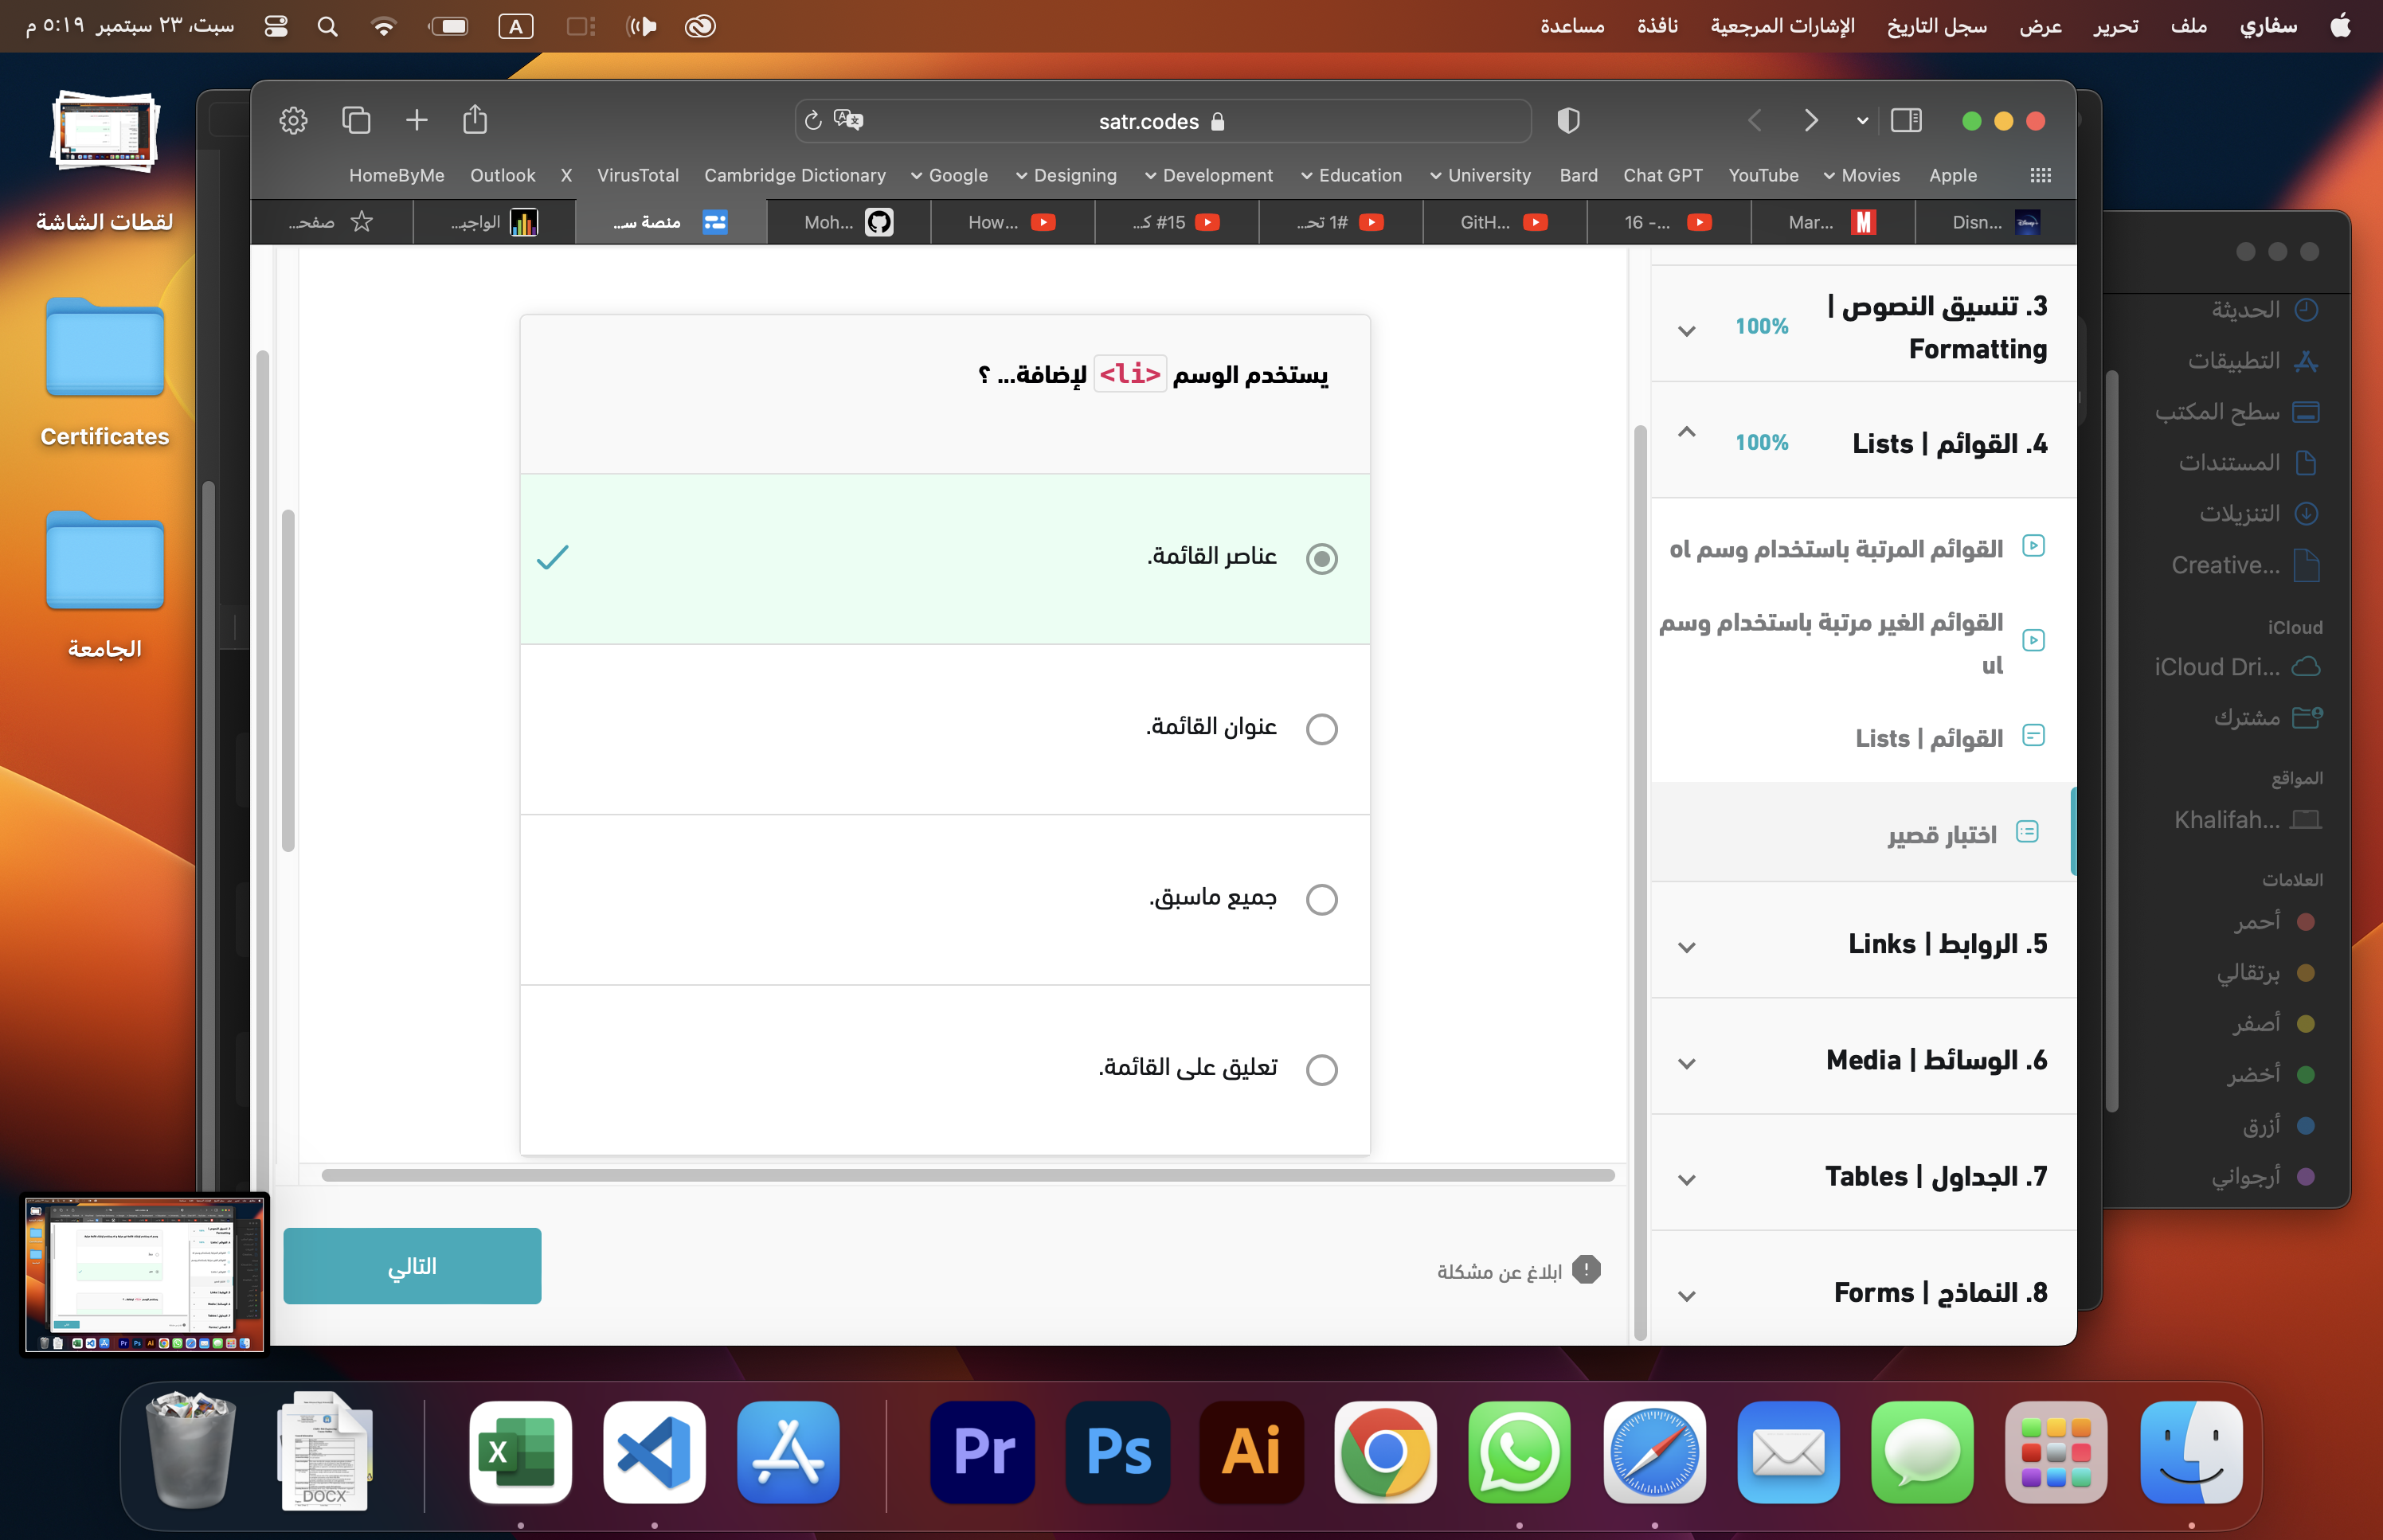 سفاري ملف تحرير عرض سجل التاريخ الإشارات المرجعية نافذة مساعدة
A
سبت، ٢٣ سبتمبر ٥:١٩ م
لقطات الشاشة
Certificates
الجامعة
satr.codes
HomeByMe Outlook X VirusTotal Cambridge Dictionary Google Designing Development Education University Bard Chat GPT YouTube Movies Apple
صفحـ...
الواجبـ...
منصة سـ...
Moh...
How...
#15 كـ...
#1 تحـ...
GitH...
16 -...
Mar...
Disn...
3. تنسيق النصوص | Formatting
100%
4. القوائم | Lists
100%
القوائم المرتبة باستخدام وسم ol
القوائم الغير مرتبة باستخدام وسم
ul
القوائم | Lists
اختبار قصير
5. الروابط | Links
6. الوسائط | Media
7. الجداول | Tables
8. النماذج | Forms
يستخدم الوسم <li> لإضافة... ؟
عناصر القائمة.
عنوان القائمة.
جميع ماسبق.
تعليق على القائمة.
ابلاغ عن مشكلة
التالي
الحديثة
التطبيقات
سطح المكتب
المستندات
التنزيلات
Creative...
iCloud
iCloud Dri...
مشترك
المواقع
Khalifah...
العلامات
أحمر
برتقالي
أصفر
أخضر
أزرق
أرجواني
DOCX
X
Pr
Ps
Ai